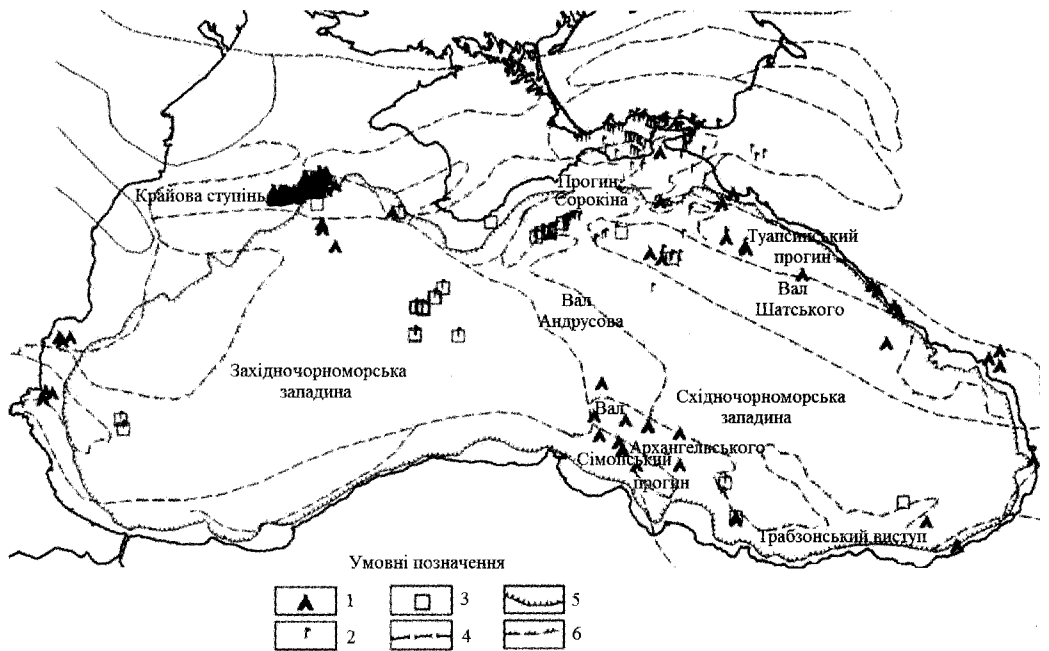 Крайова ступінь
Прогин
Сорокіна
Туапсинський
прогин
Вал
Шатського
Вал
Андрусова
Західночорноморська
западина
Східночорноморська
западина
Вал
Архангельського
Сімопський
прогин
Трабзонський виступ
Умовні позначення
1
3
5
2
4
6